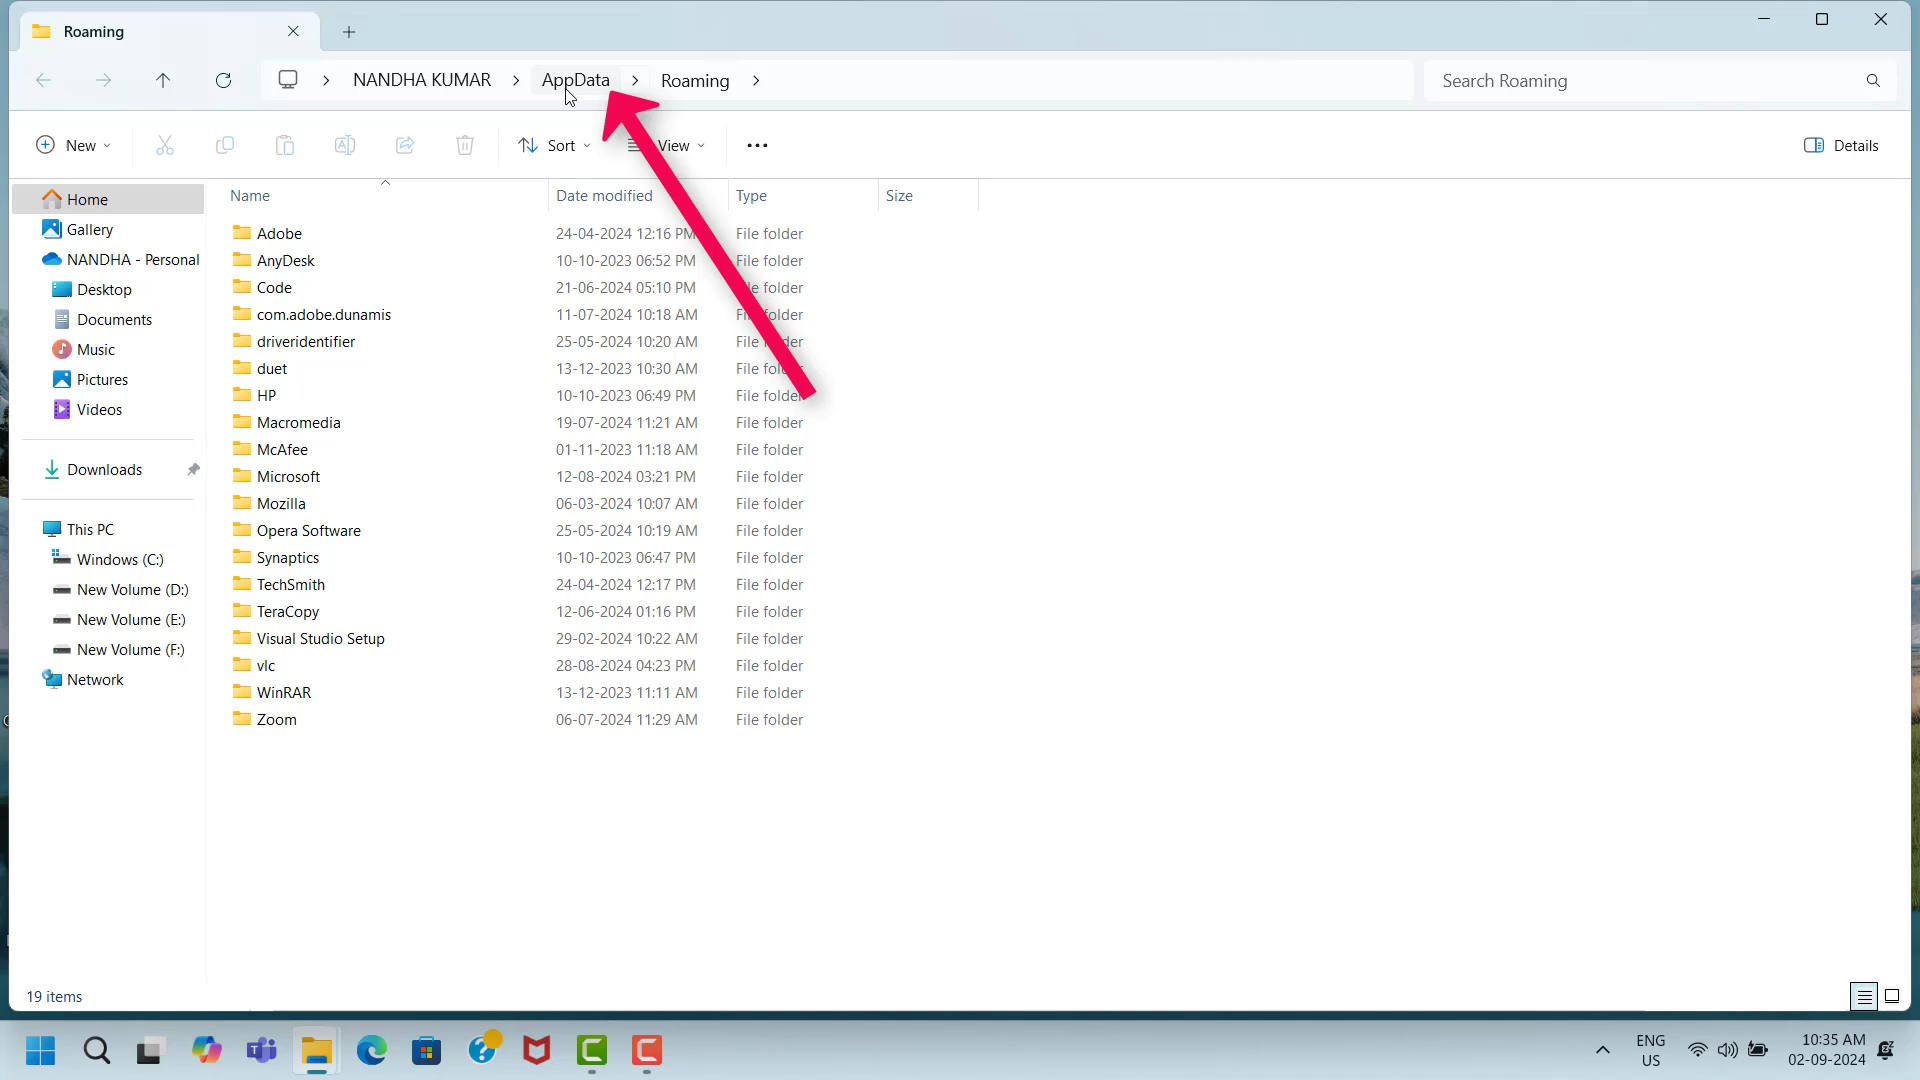 Roaming
NANDHA KUMAR > AppData > Roaming >
Search Roaming
New
Sort
View
Details
Home
Gallery
NANDHA - Personal
Desktop
Documents
Music
Pictures
Videos
Downloads
This PC
Windows (C:)
New Volume (D:)
New Volume (E:)
New Volume (F:)
Network
Name Date modified Type Size
Adobe 24-04-2024 12:16 PM File folder
AnyDesk 10-10-2023 06:52 PM File folder
Code 21-06-2024 05:10 PM File folder
com.adobe.dunamis 11-07-2024 10:18 AM File folder
driveridentifier 25-05-2024 10:20 AM File folder
duet 13-12-2023 10:30 AM File folder
HP 10-10-2023 06:49 PM File folder
Macromedia 19-07-2024 11:21 AM File folder
McAfee 01-11-2023 11:18 AM File folder
Microsoft 12-08-2024 03:21 PM File folder
Mozilla 06-03-2024 10:07 AM File folder
Opera Software 25-05-2024 10:19 AM File folder
Synaptics 10-10-2023 06:47 PM File folder
TechSmith 24-04-2024 12:17 PM File folder
TeraCopy 12-06-2024 01:16 PM File folder
Visual Studio Setup 29-02-2024 10:22 AM File folder
vlc 28-08-2024 04:23 PM File folder
WinRAR 13-12-2023 11:11 AM File folder
Zoom 06-07-2024 11:29 AM File folder
19 items
ENG
US
10:35 AM
02-09-2024